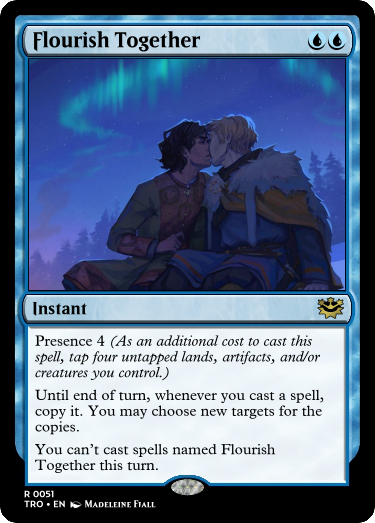 Flourish Together
Instant
Presence 4 (As an additional cost to cast this
spell, tap four untapped lands, artifacts, and/or
creatures you control.)
Until end of turn, whenever you cast a spell,
copy it. You may choose new targets for the
copies.
You can't cast spells named Flourish
Together this turn.
R 0051
TRO • EN Madeleine Fiall